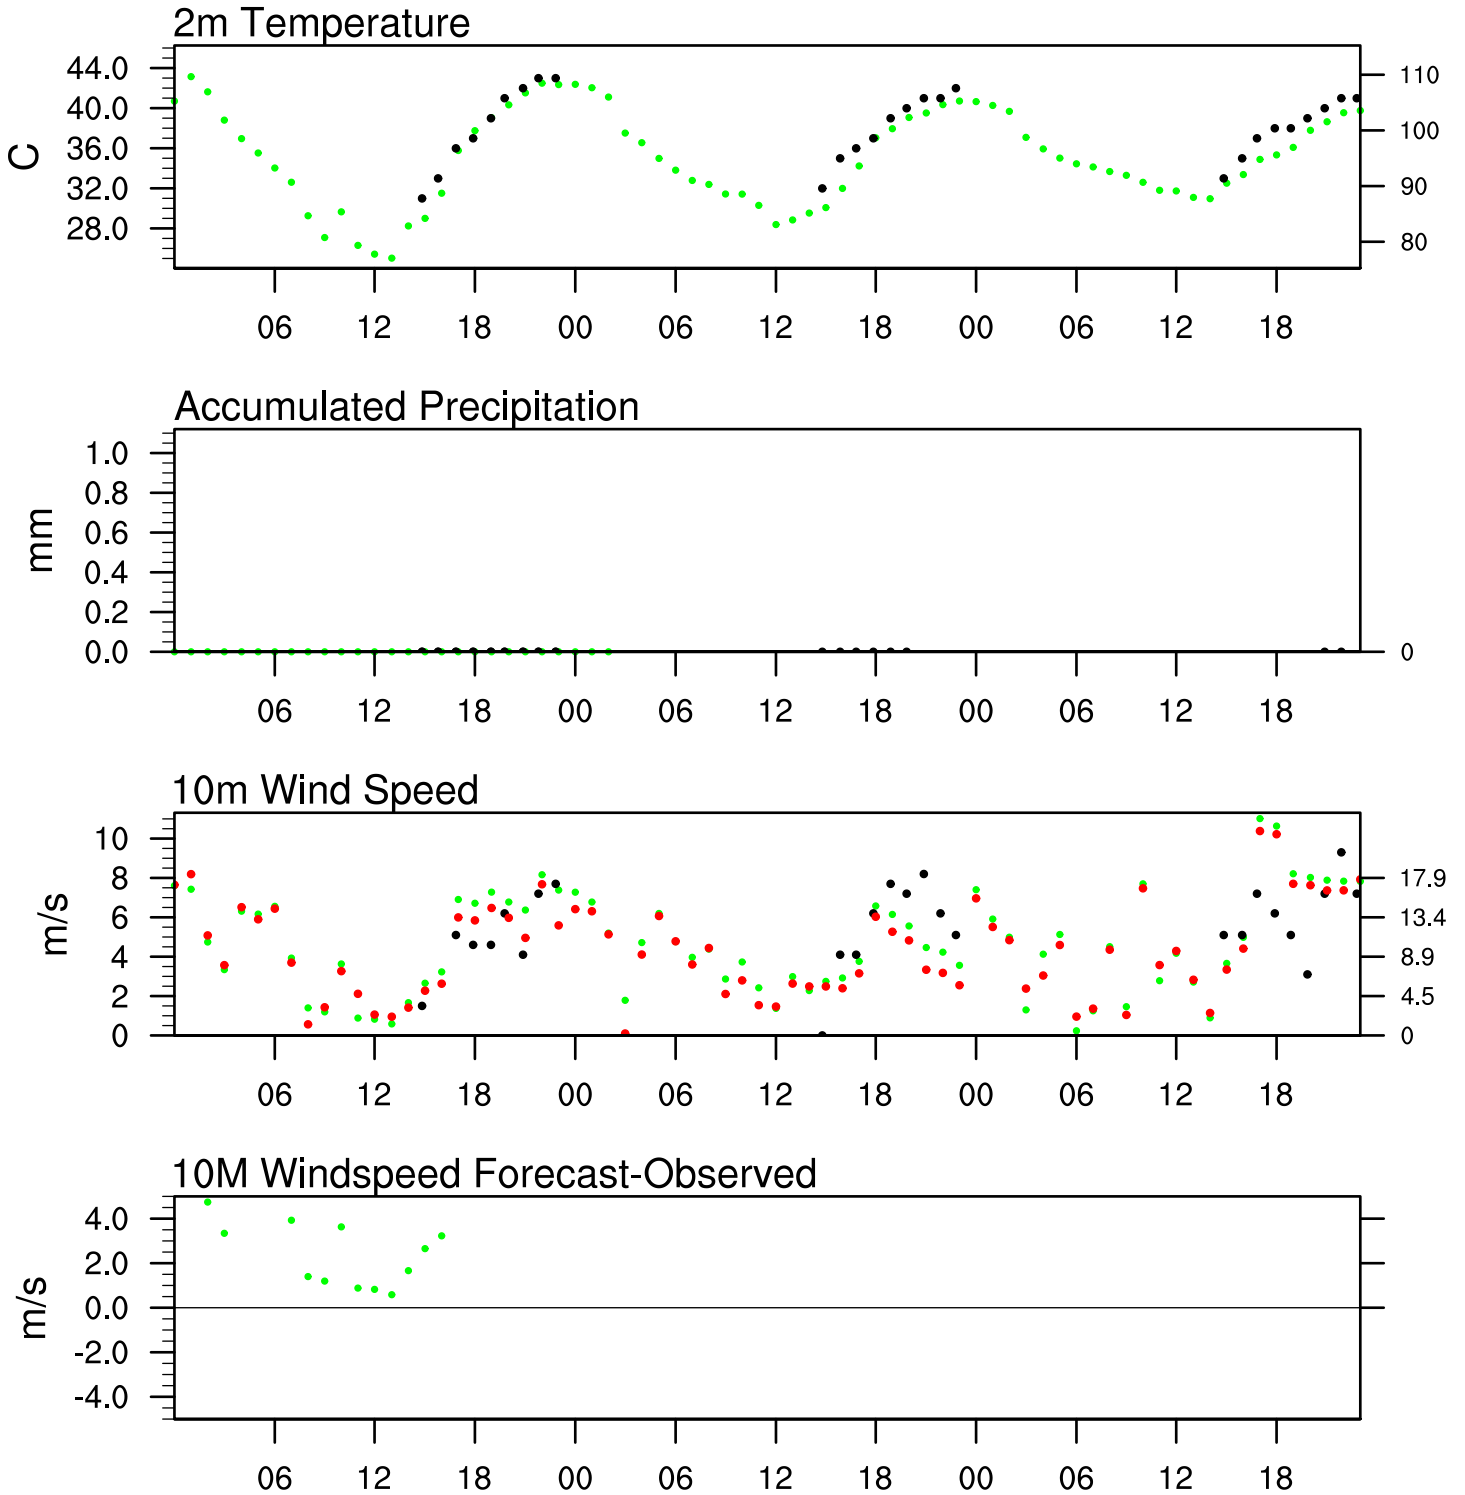 2m Temperature
44.0
40.0
36.0
32.0
28.0
C
110
100
90
80
06 12 18 00 06 12 18 00 06 12 18
Accumulated Precipitation
1.0
0.8
0.6
0.4
0.2
0.0
mm
0
06 12 18 00 06 12 18 00 06 12 18
10m Wind Speed
10
8
6
4
2
0
m/s
17.9
13.4
8.9
4.5
0
06 12 18 00 06 12 18 00 06 12 18
10M Windspeed Forecast-Observed
4.0
2.0
0.0
-2.0
-4.0
m/s
06 12 18 00 06 12 18 00 06 12 18